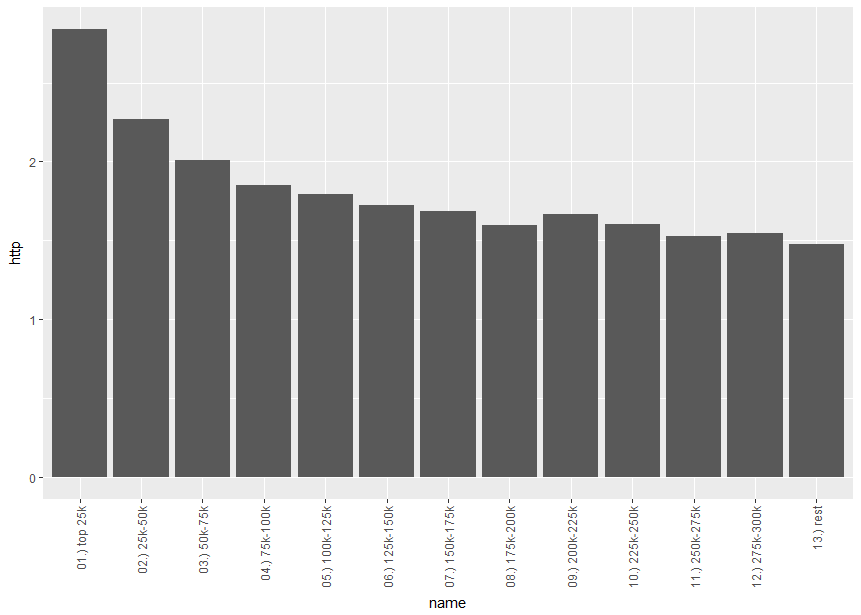 http
2
1
0
01.) top 25k
02.) 25k-50k
03.) 50k-75k
04.) 75k-100k
05.) 100k-125k
06.) 125k-150k
07.) 150k-175k
08.) 175k-200k
09.) 200k-225k
10.) 225k-250k
11.) 250k-275k
12.) 275k-300k
13.) rest
name